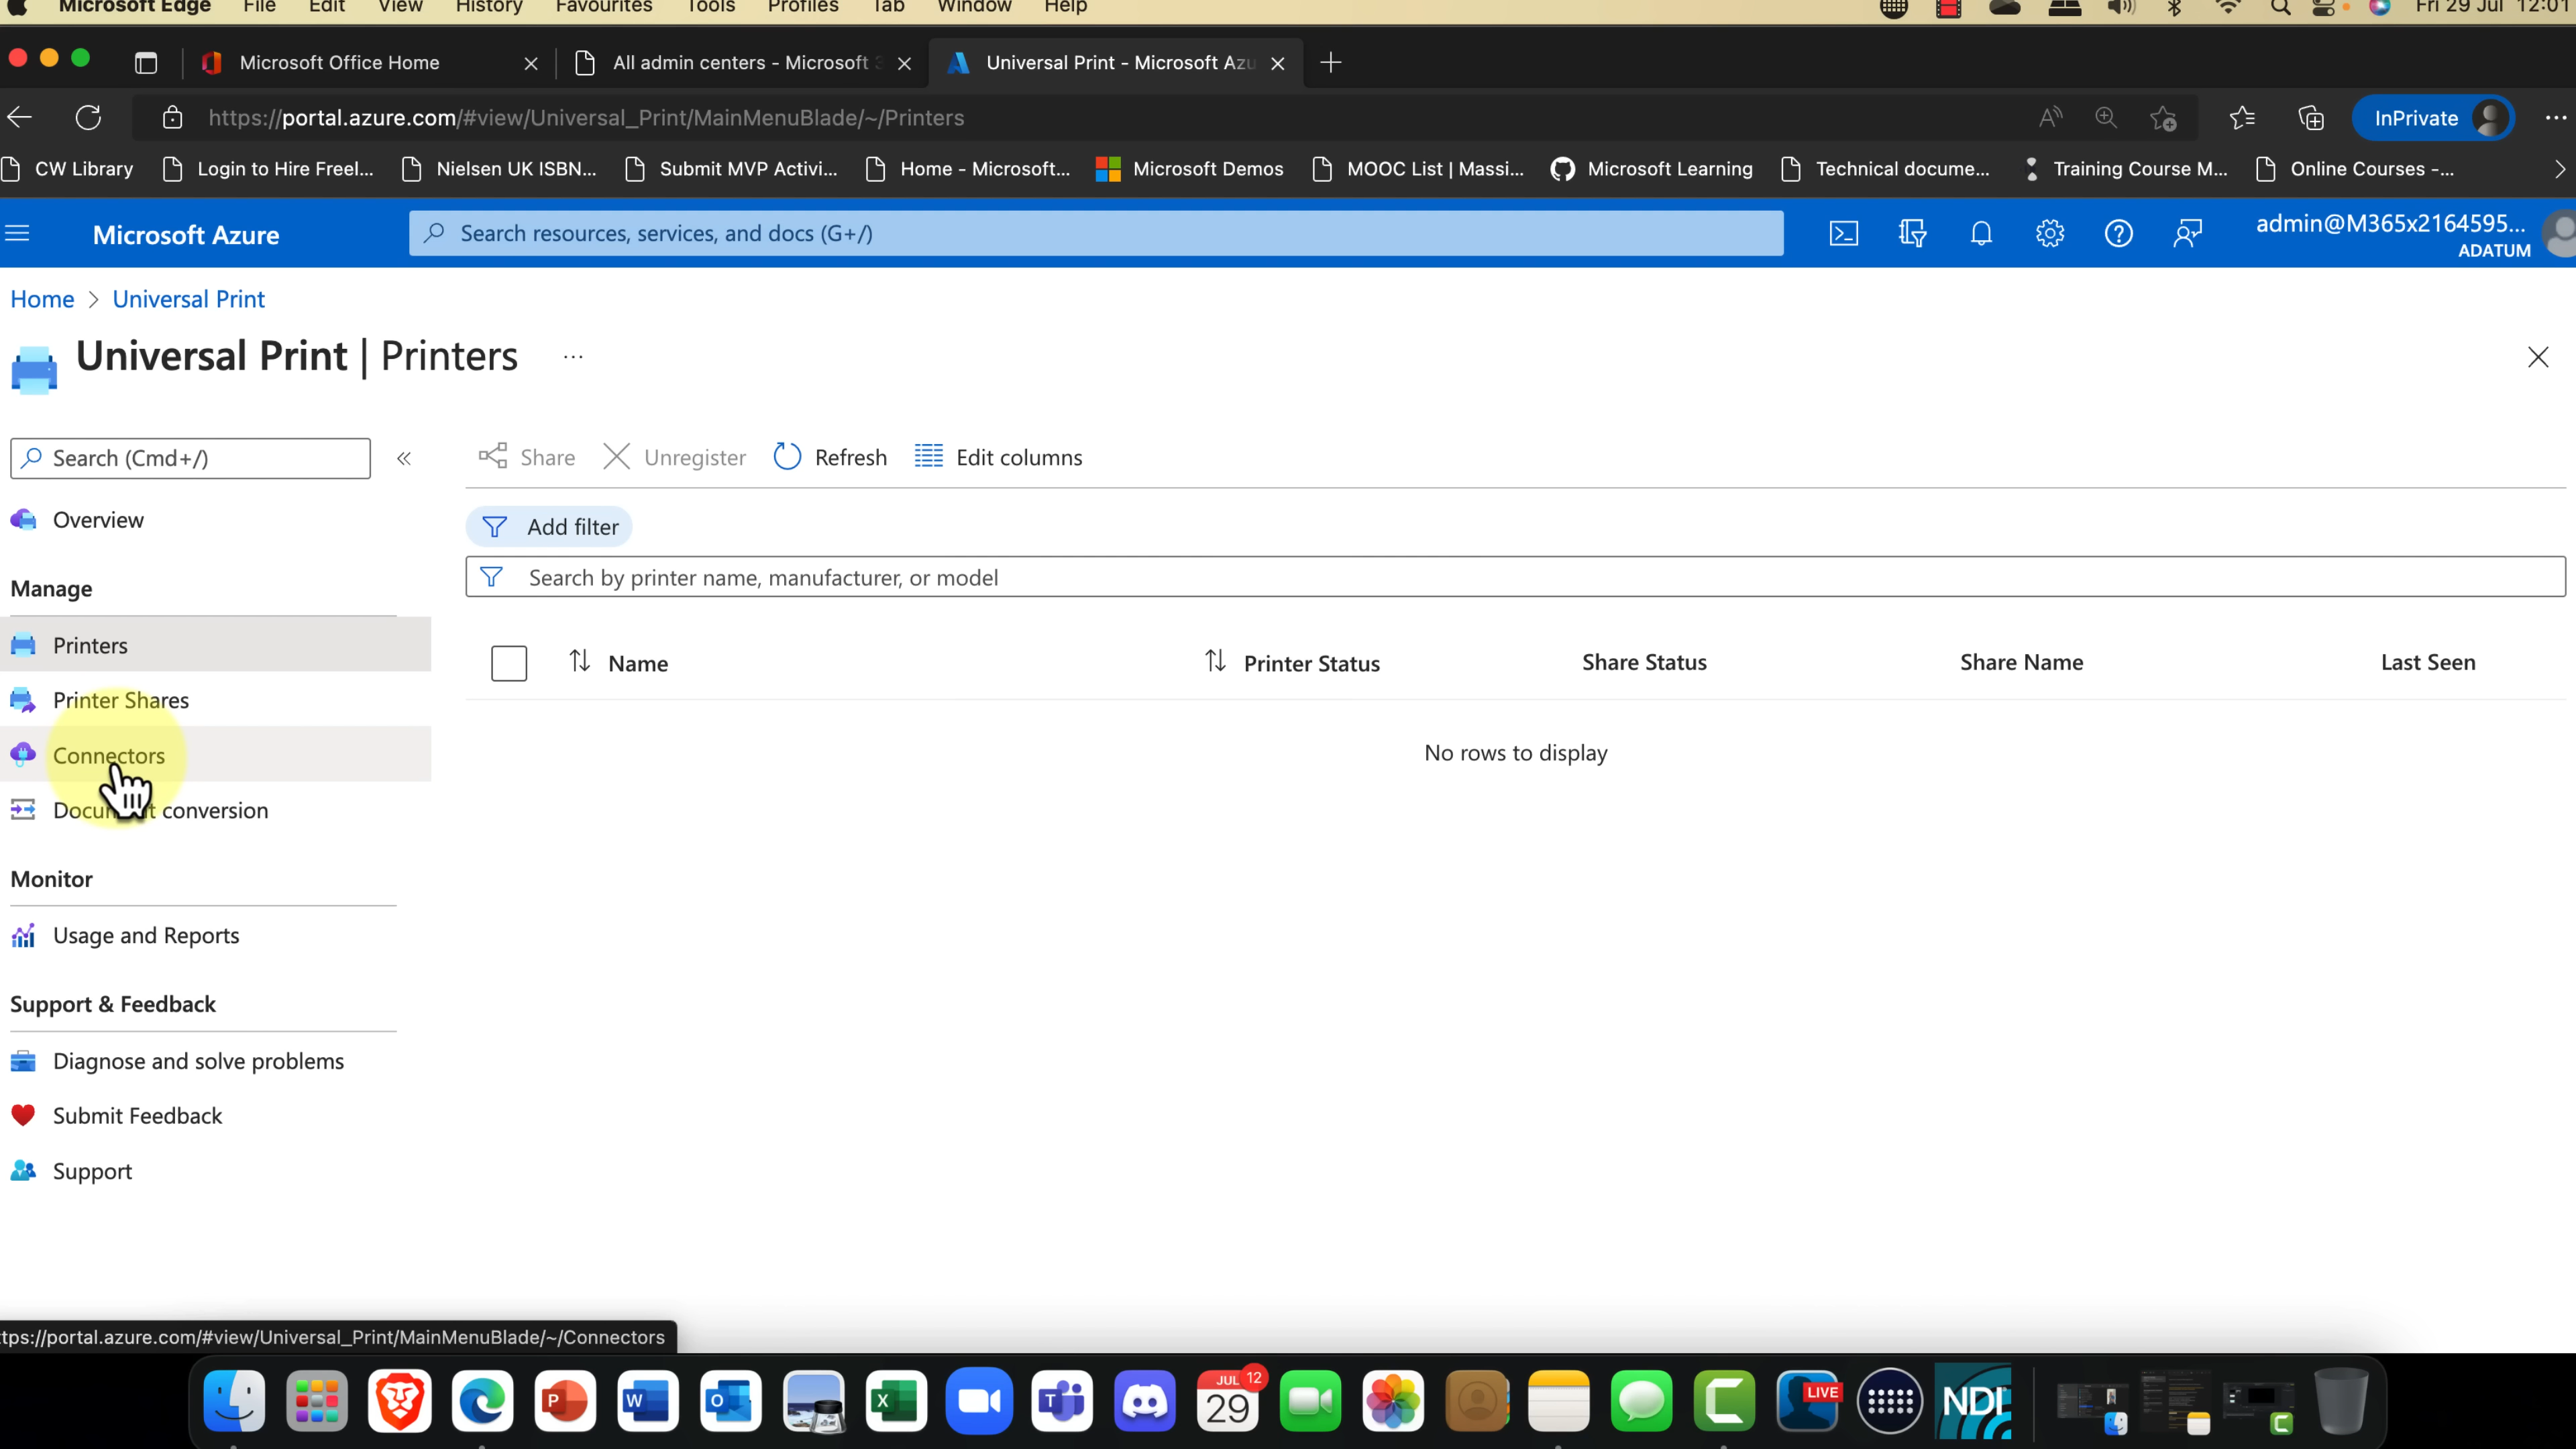 Microsoft Edge File Edit View History Favourites Tools Profiles Tab Window Help Fri 29 Jul 12:01
Microsoft Office Home All admin centers - Microsoft 3 Universal Print - Microsoft Azu
https://portal.azure.com/#view/Universal_Print/MainMenuBlade/~/Printers InPrivate
CW Library Login to Hire Freel... Nielsen UK ISBN... Submit MVP Activi... Home - Microsoft... Microsoft Demos MOOC List | Massi... Microsoft Learning Technical docume... Training Course M... Online Courses -...
Microsoft Azure Search resources, services, and docs (G+/) admin@M365x2164595...
ADATUM
Home > Universal Print
Universal Print | Printers ...
Search (Cmd+/) « Share Unregister Refresh Edit columns
Overview
Add filter
Manage
Search by printer name, manufacturer, or model
Printers
Name Printer Status Share Status Share Name Last Seen
Printer Shares
Connectors
No rows to display
Document conversion
Monitor
Usage and Reports
Support & Feedback
Diagnose and solve problems
Submit Feedback
Support
tps://portal.azure.com/#view/Universal_Print/MainMenuBlade/~/Connectors
JUL 12
29
LIVE
NDI